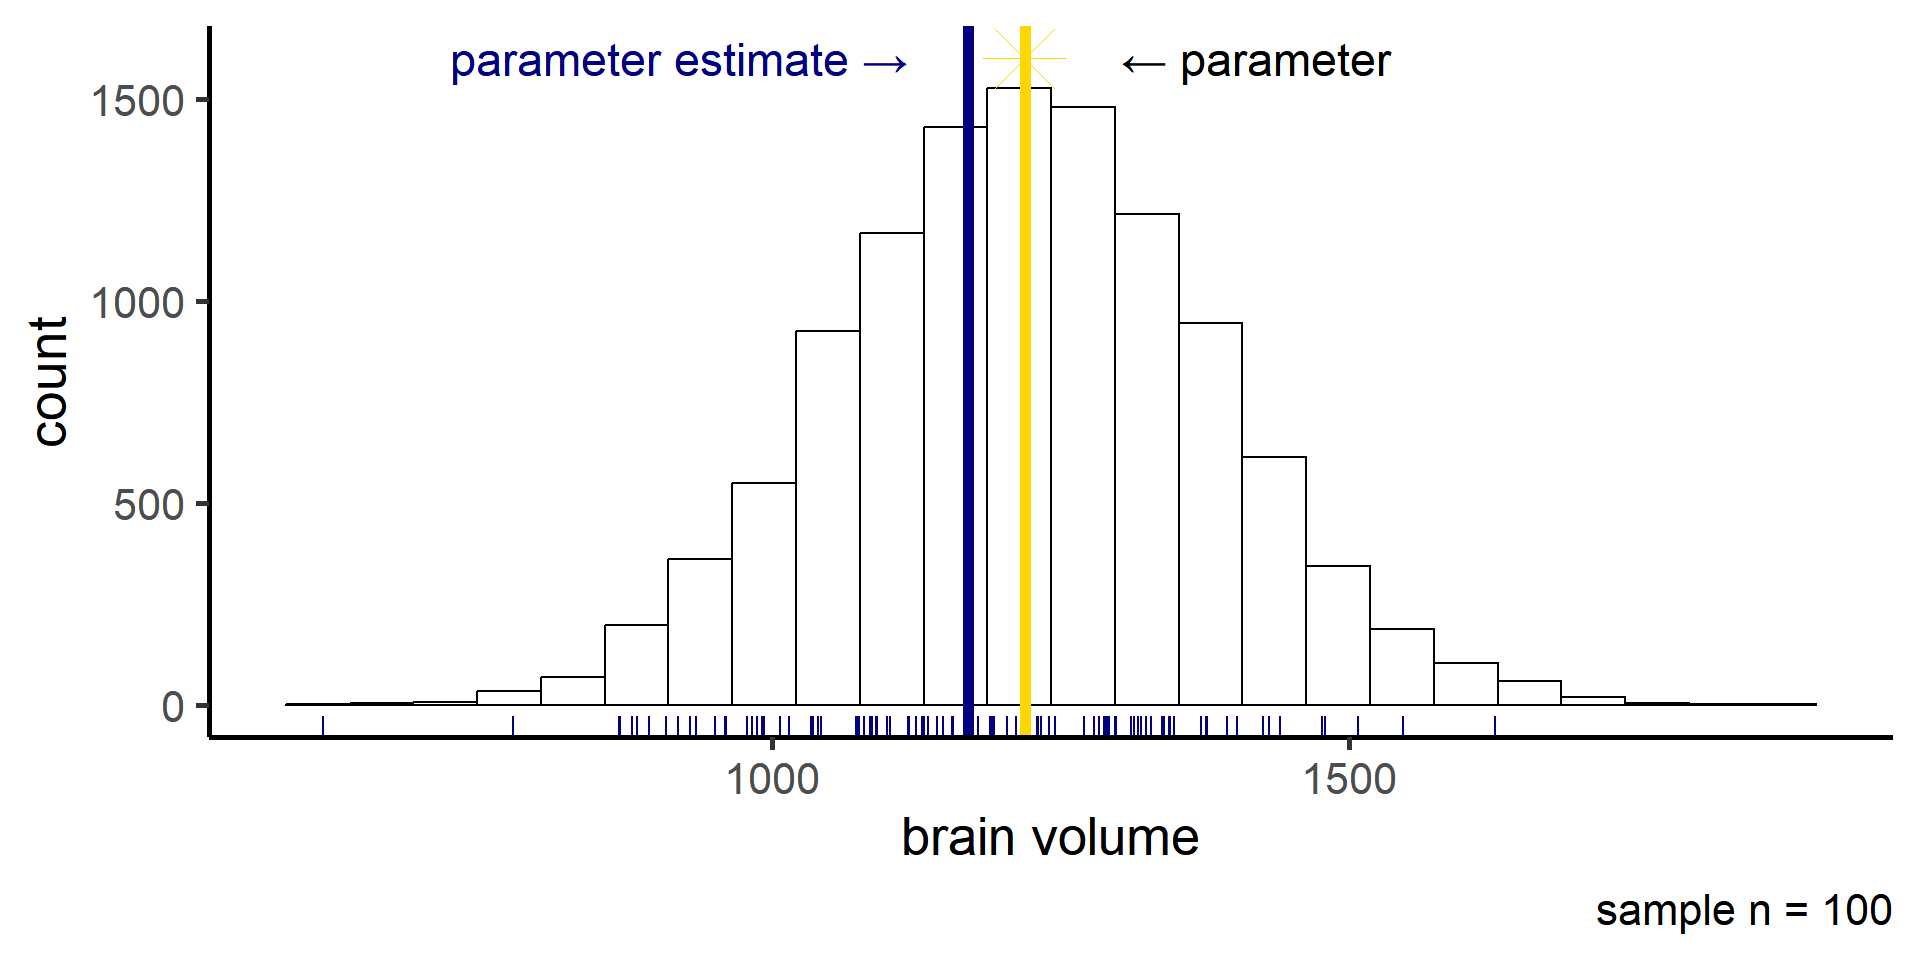 parameter estimate → ← parameter
1500
1000
500
0
count
1000 1500
brain volume
sample n = 100